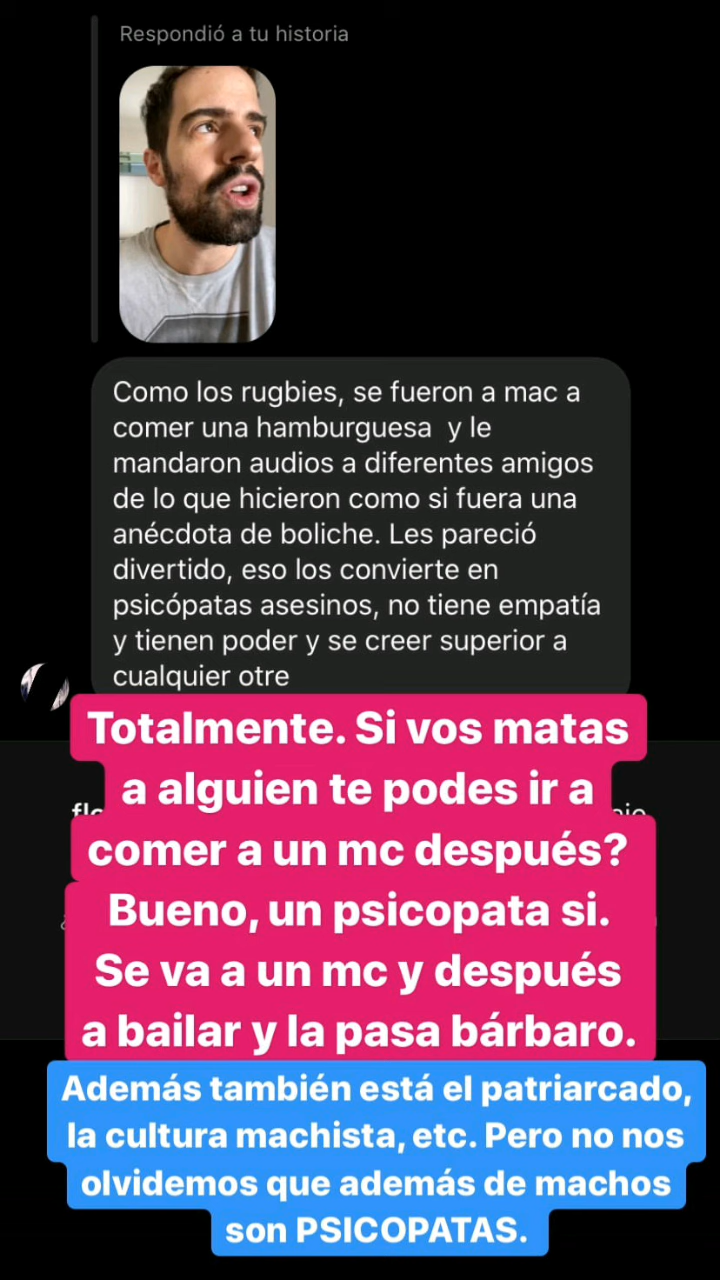 Respondió a tu historia
Como los rugbies, se fueron a mac a
comer una hamburguesa y le
mandaron audios a diferentes amigos
de lo que hicieron como si fuera una
anécdota de boliche. Les pareció
divertido, eso los convierte en
psicópatas asesinos, no tiene empatía
y tienen poder y se creer superior a
cualquier otre
Totalmente. Si vos matas
a alguien te podes ir a
comer a un mc después?
Bueno, un psicopata si.
Se va a un mc y después
a bailar y la pasa bárbaro.
Además también está el patriarcado,
la cultura machista, etc. Pero no nos
olvidemos que además de machos
son PSICOPATAS.